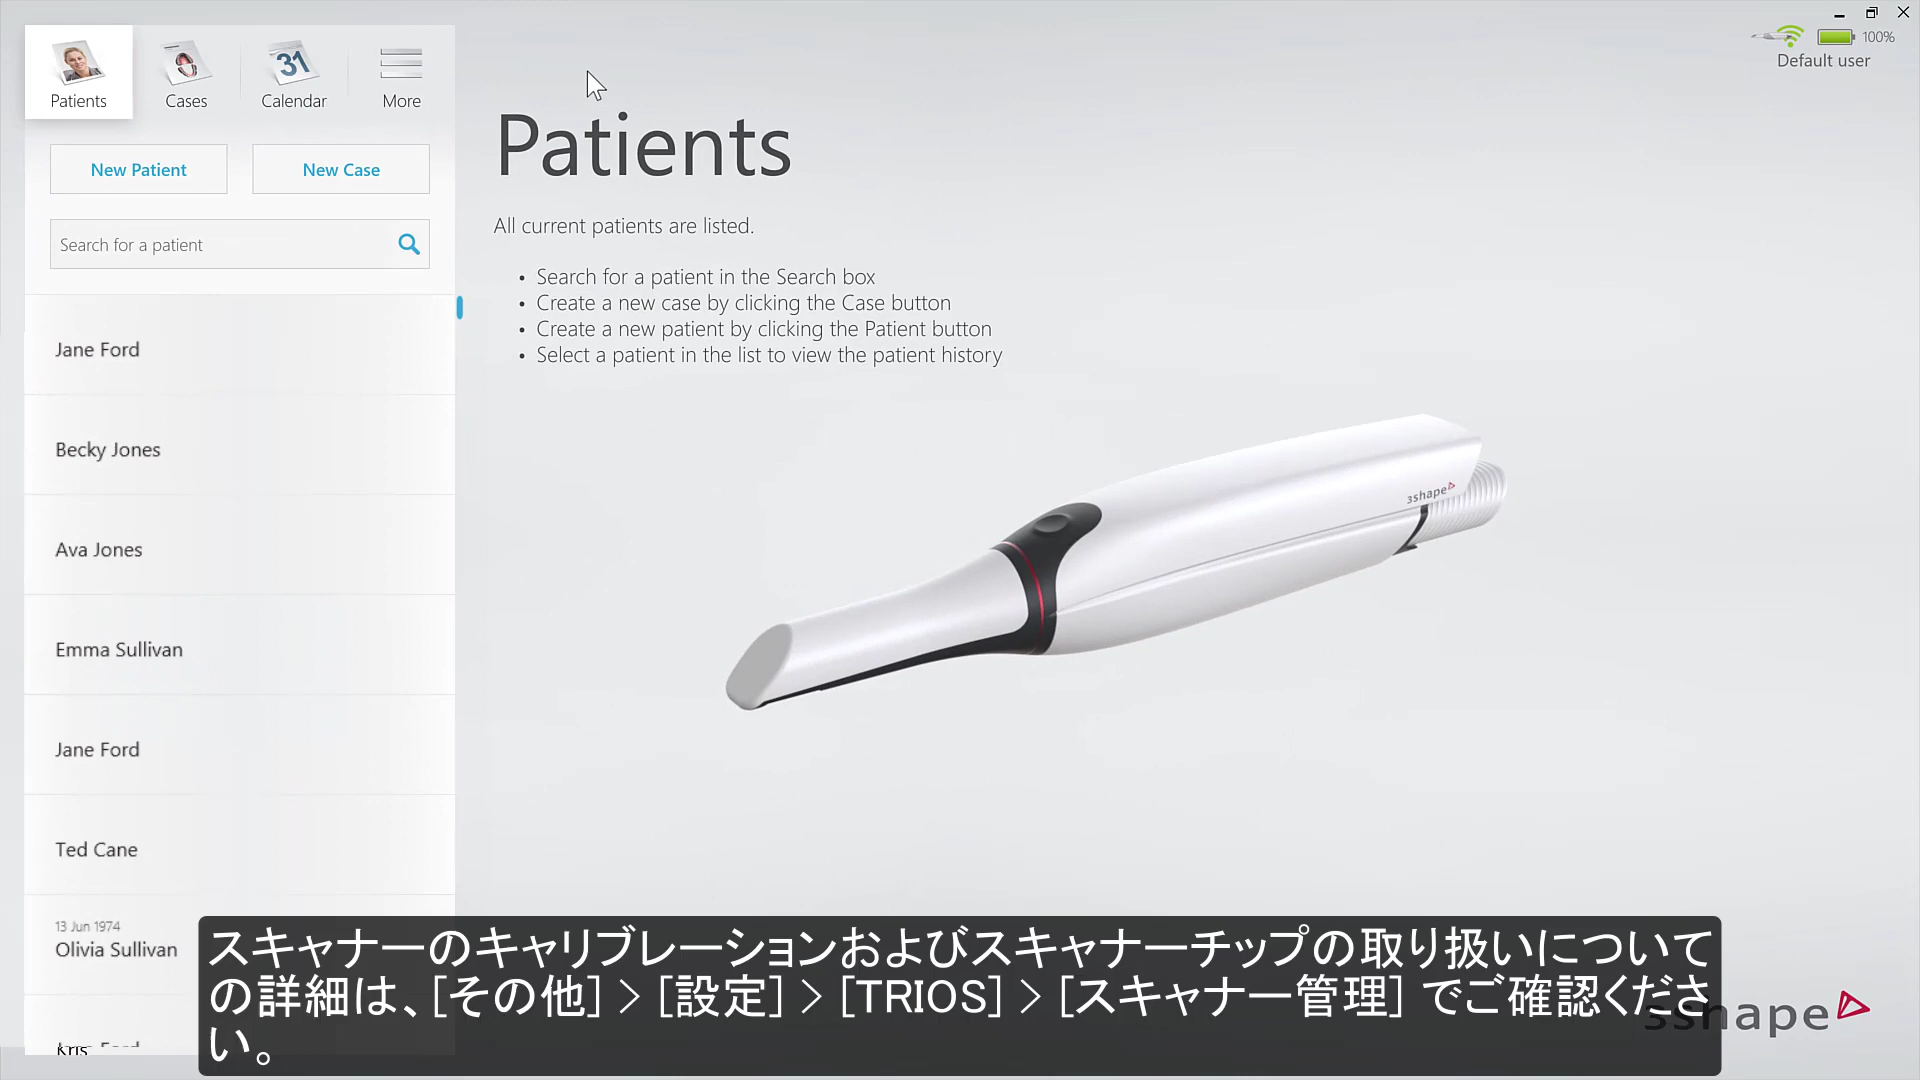 100%
Default user
Patients
Cases
31
Calendar
More
New Patient
New Case
Search for a patient
Patients
All current patients are listed.
• Search for a patient in the Search box
• Create a new case by clicking the Case button
• Create a new patient by clicking the Patient button
• Select a patient in the list to view the patient history
Jane Ford
Becky Jones
Ava Jones
Emma Sullivan
Jane Ford
Ted Cane
13 Jun 1974
Olivia Sullivan
3shape
スキャナーのキャリブレーションおよびスキャナーチップの取り扱いについて
の詳細は、[その他] > [設定] > [TRIOS] > [スキャナー管理] でご確認くださ
い。
3shape